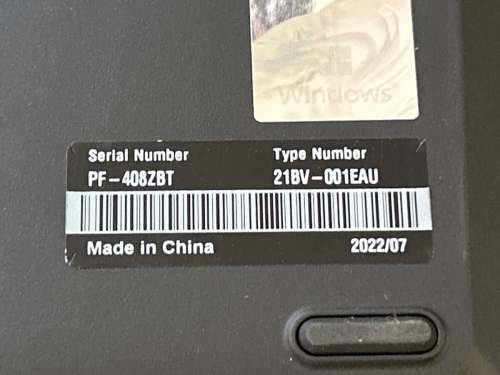 Windows
Serial Number Type Number
PF-408ZBT 21BV-001EAU
Made in China 2022/07